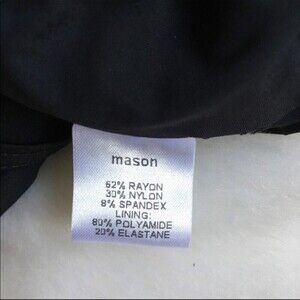 mason
62% RAYON
30% NYLON
8% SPANDEX
LINING:
80% POLYAMIDE
20% ELASTANE